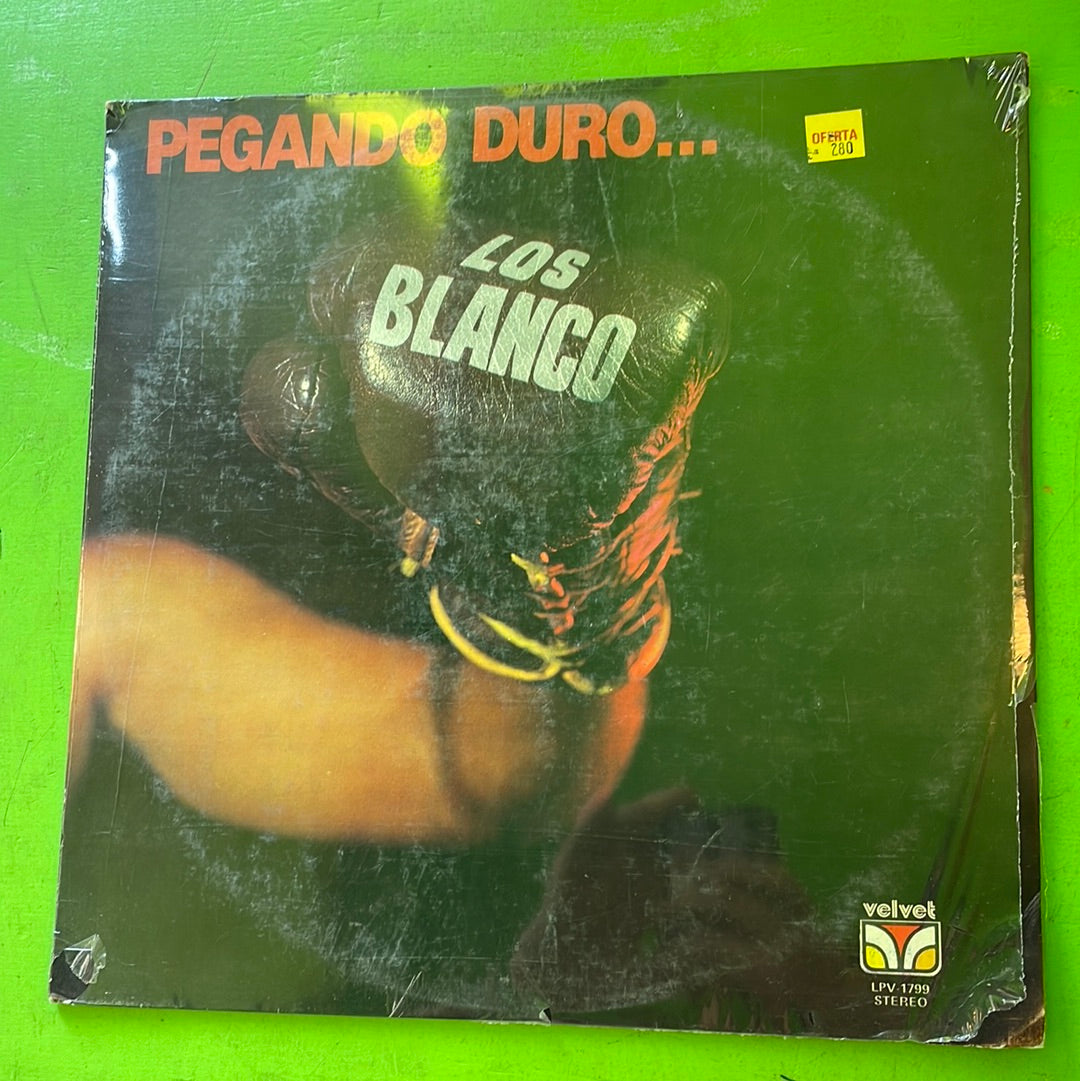 PEGANDO DURO...
OFERTA
280
LOS
BLANCO
velvet
LPV-1799
STEREO